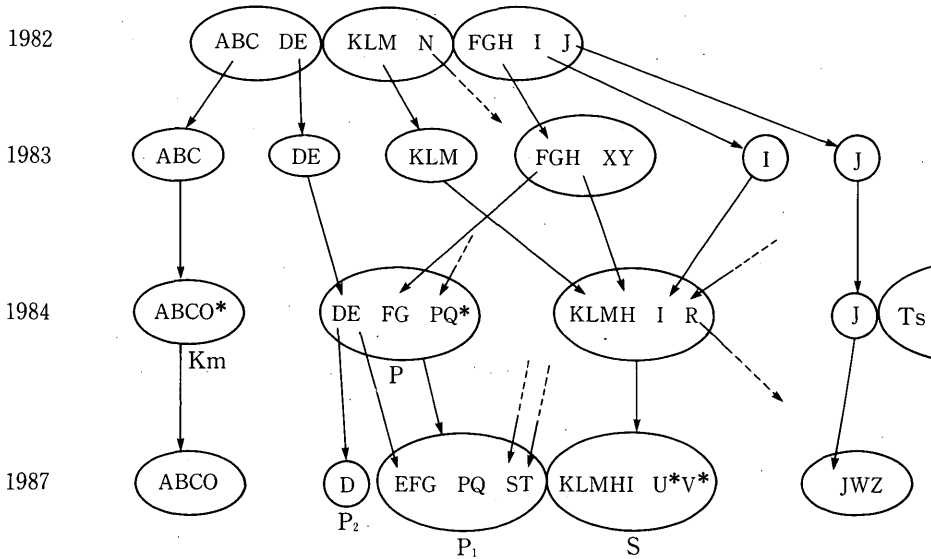 1982 ABC DE KLM N FGH I J
1983 ABC DE KLM FGH XY I J
1984 ABCO* DE FG PQ* KLMH I R J Ts
Km P
1987 ABCO D EFG PQ ST KLMHI U*V* JWZ
P₂ P₁ S